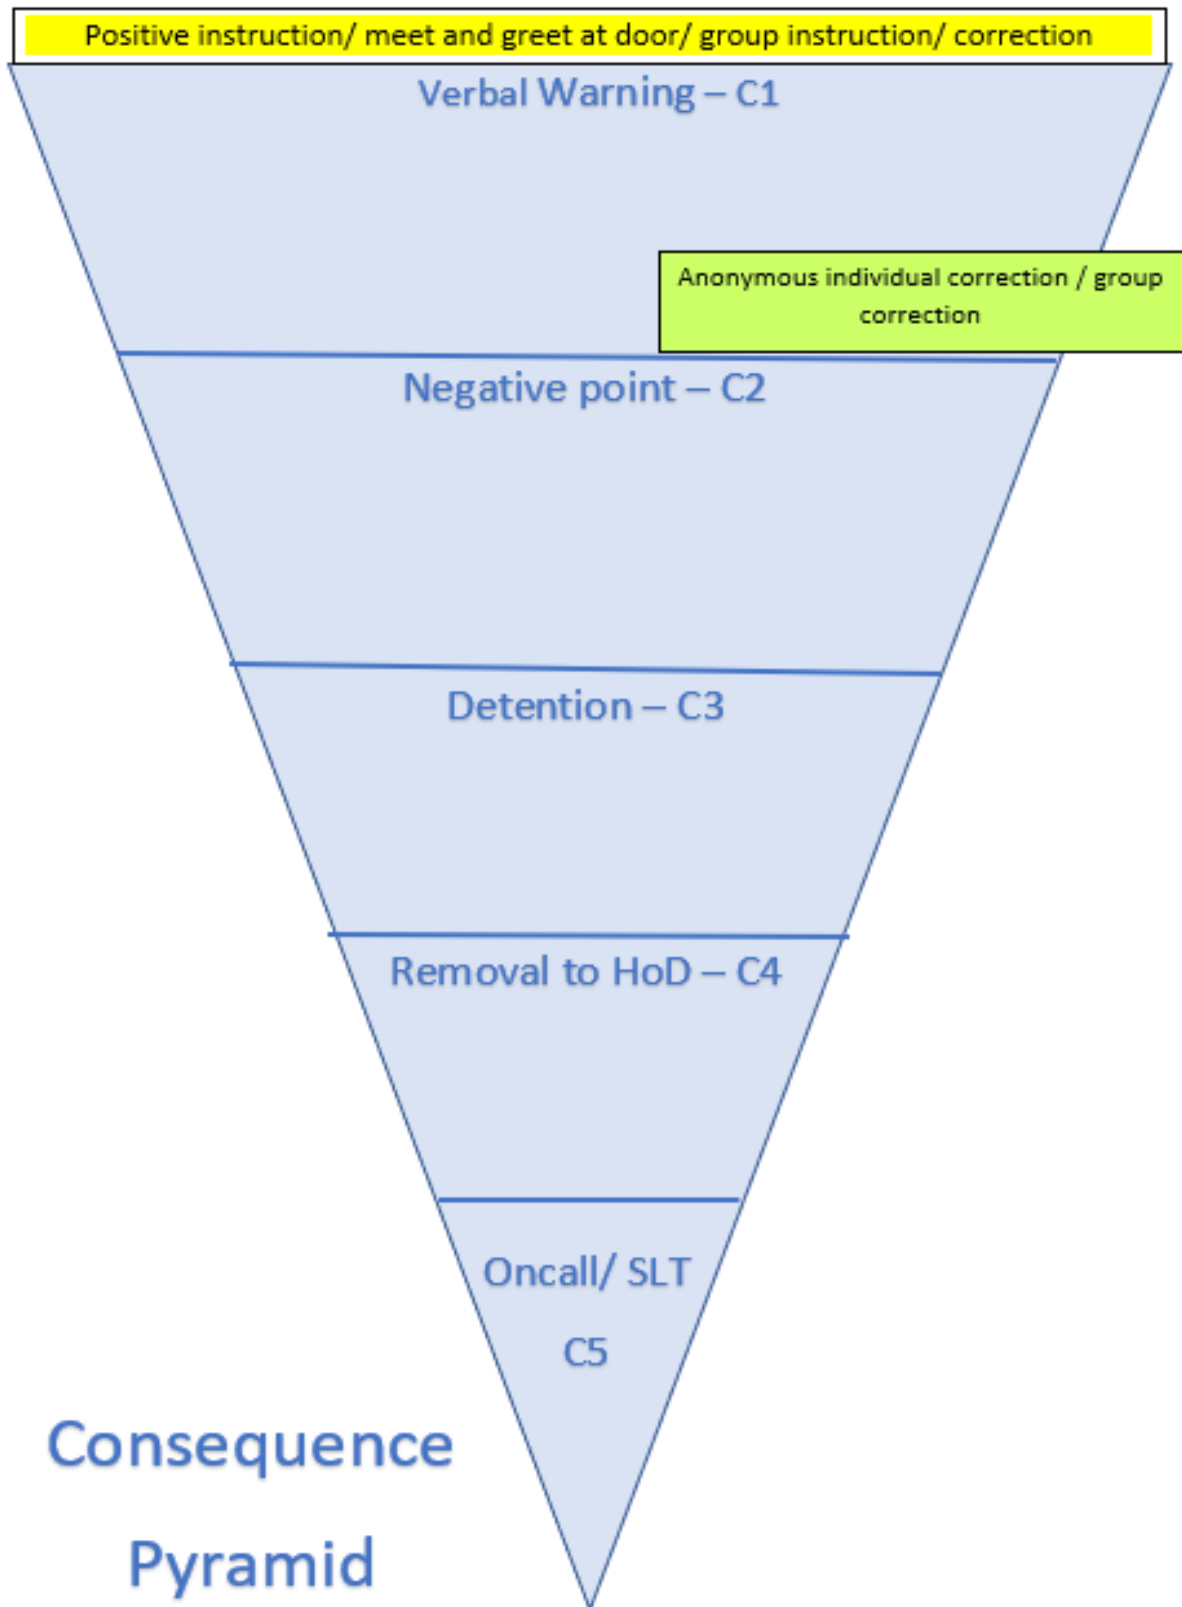 Positive instruction/ meet and greet at door/ group instruction/ correction
Verbal Warning – C1
Anonymous individual correction / group
correction
Negative point – C2
Detention – C3
Removal to HoD – C4
Oncall/ SLT
C5
Consequence
Pyramid